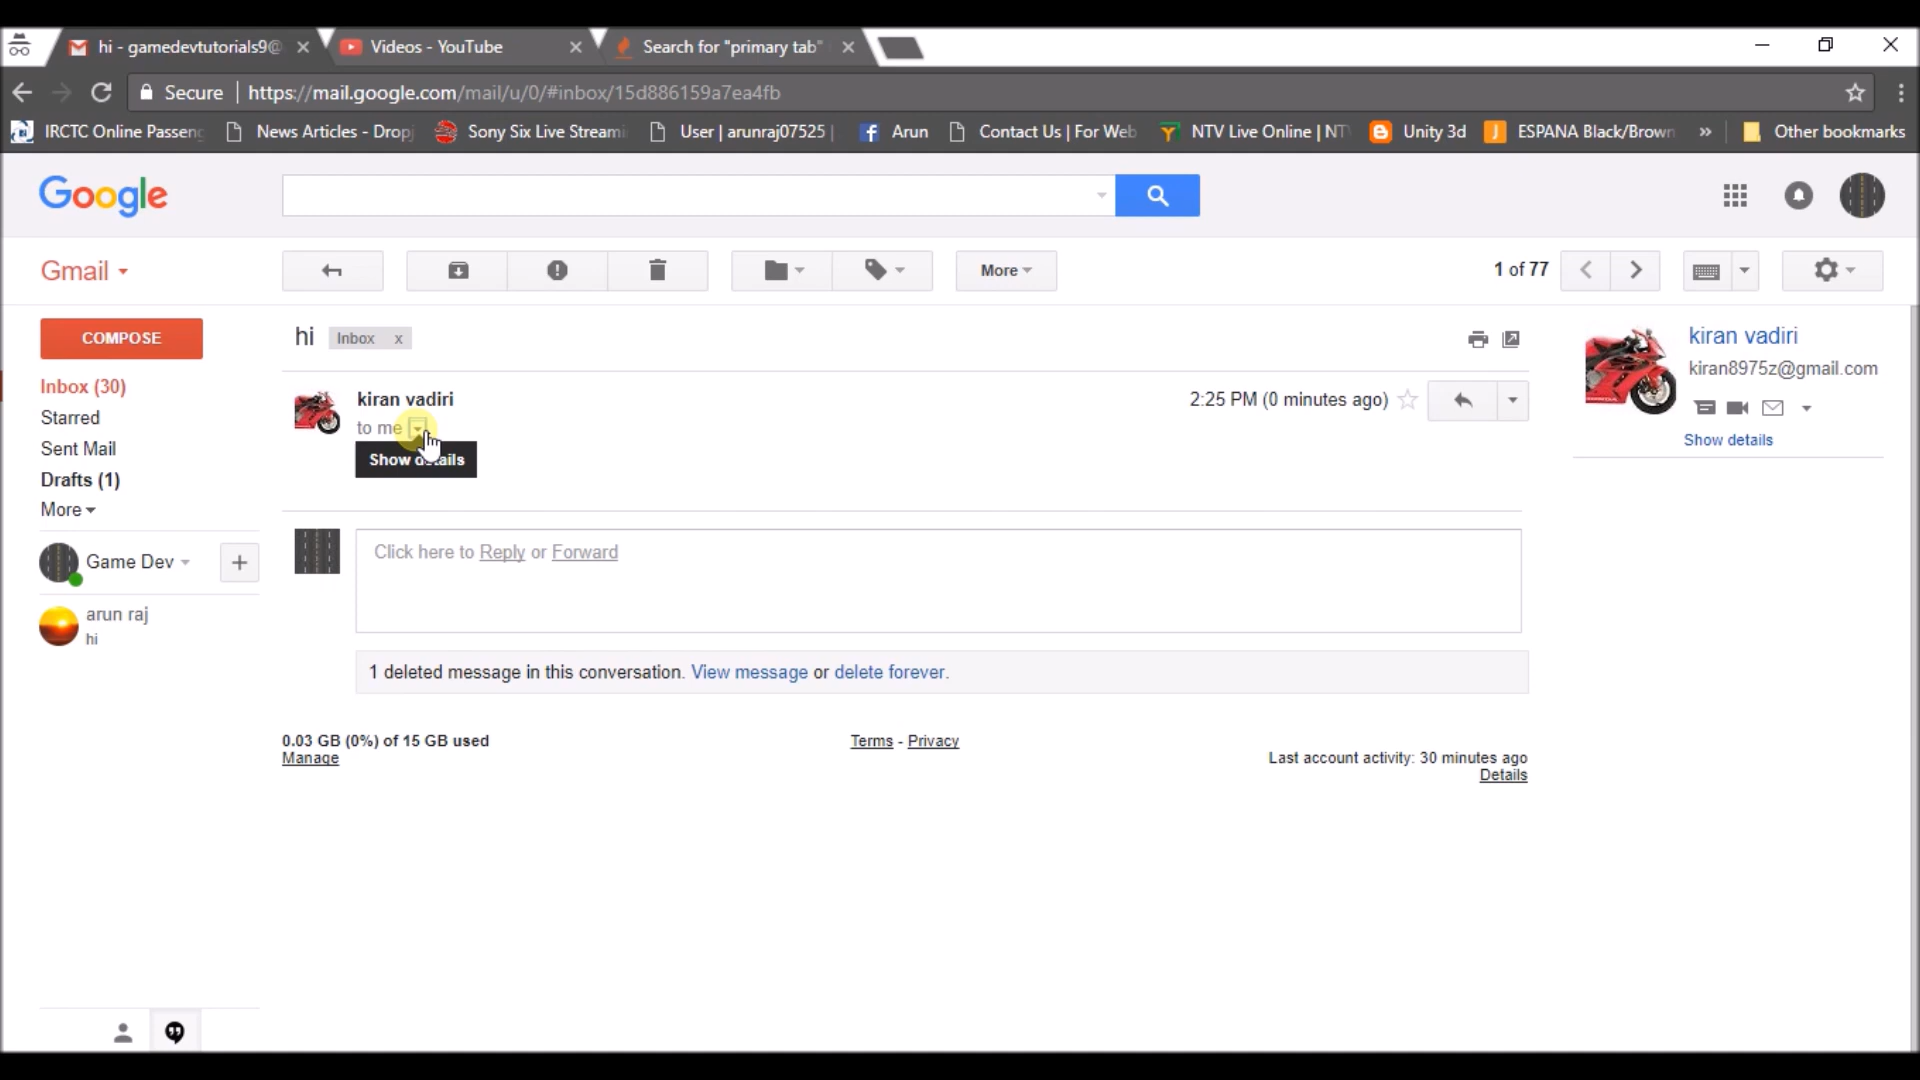 hi - gamedevtutorials9@
Videos - YouTube
Search for "primary tab"
Secure
https://mail.google.com/mail/u/0/#inbox/15d886159a7ea4fb
IRCTC Online Passeng
News Articles - Dropj
Sony Six Live Streami
User | arunraj07525 |
Arun
Contact Us | For Web
NTV Live Online | NT
Unity 3d
ESPANA Black/Brown
»
Other bookmarks
Google
Gmail
More
1 of 77
COMPOSE
Inbox (30)
Starred
Sent Mail
Drafts (1)
More
Game Dev
arun raj
hi
hi
Inbox x
kiran vadiri
to me
Show details
2:25 PM (0 minutes ago)
Click here to Reply or Forward
1 deleted message in this conversation. View message or delete forever.
0.03 GB (0%) of 15 GB used
Manage
Terms - Privacy
Last account activity: 30 minutes ago
Details
kiran vadiri
kiran8975z@gmail.com
Show details